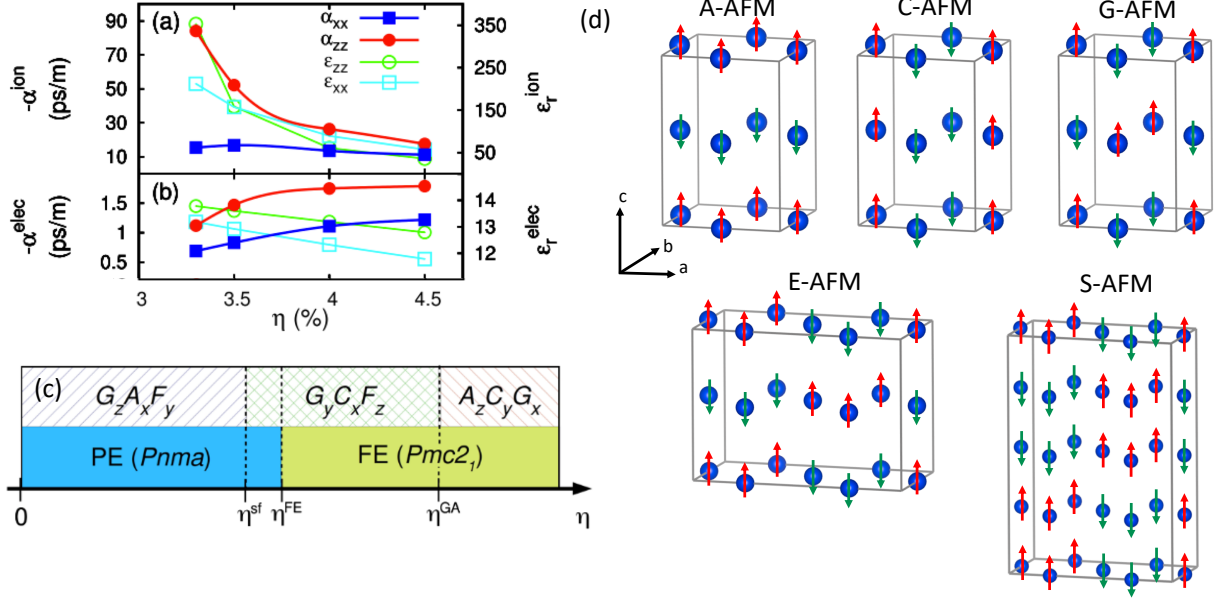 (a)
-α^ion
(ps/m)
90
70
50
30
10
α_xx
α_zz
ε_zz
ε_xx
350
250
150
50
ε_r^ion
(b)
-α^elec
(ps/m)
1.5
1
0.5
14
13
12
ε_r^elec
3
3.5
4
4.5
η (%)
(c)
G_zA_xF_y
G_yC_xF_z
A_zC_yG_x
PE (Pnma)
FE (Pmc2_1)
0
η^sf
η^FE
η^GA
η
(d)
A-AFM
C-AFM
G-AFM
c
b
a
E-AFM
S-AFM